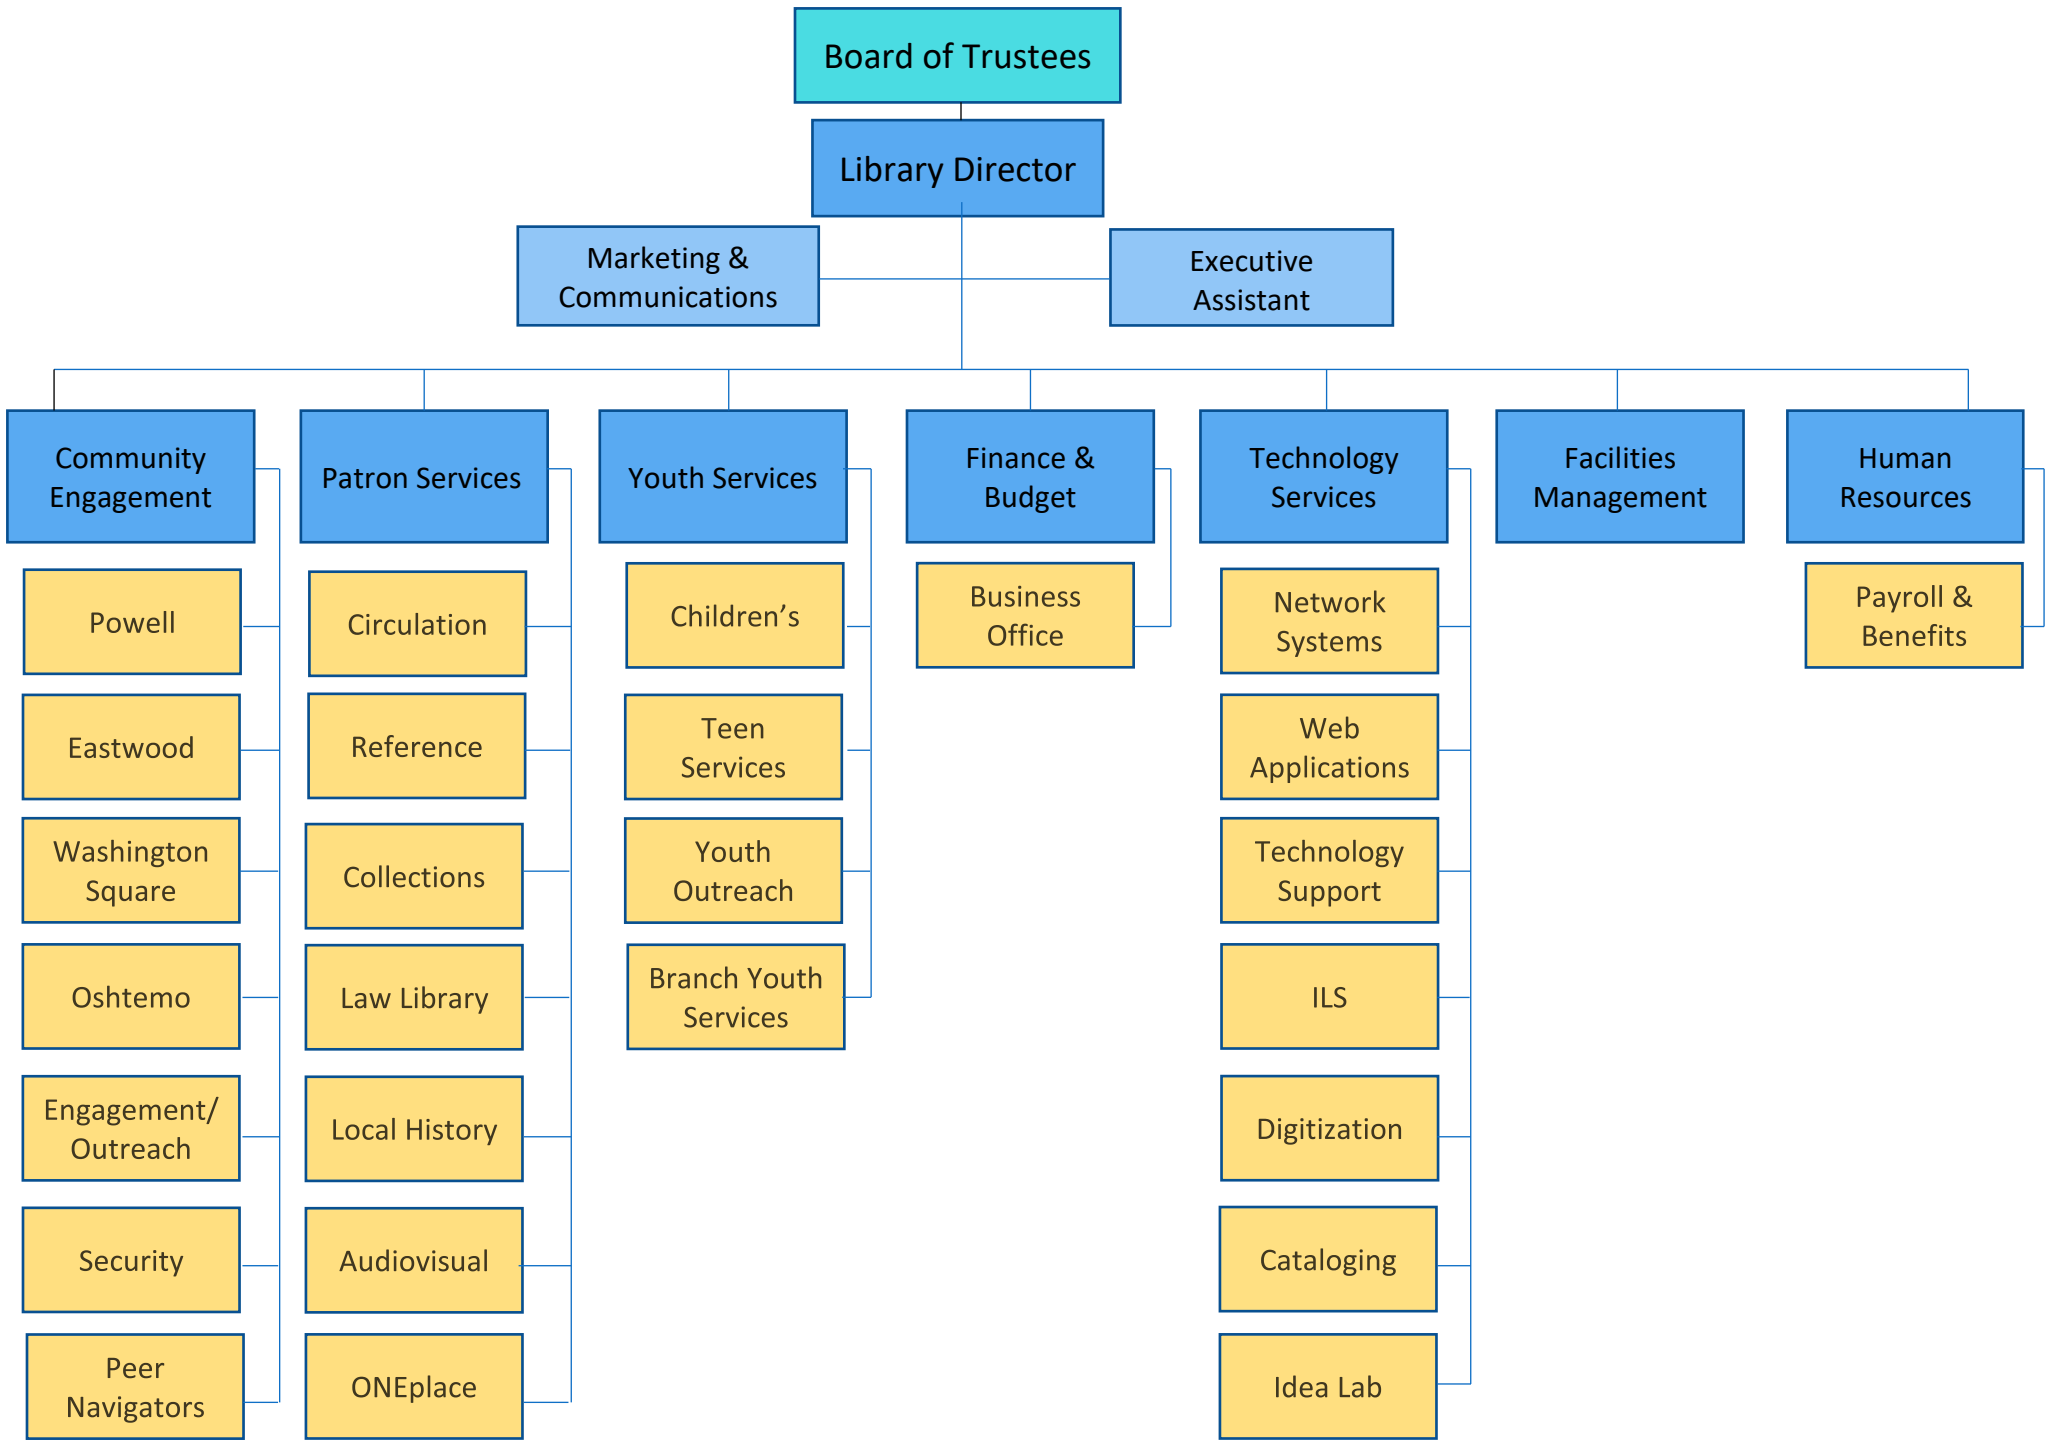 Board of Trustees
Library Director
Marketing &
Communications
Executive
Assistant
Community
Engagement
Patron Services
Youth Services
Finance &
Budget
Technology
Services
Facilities
Management
Human
Resources
Powell
Eastwood
Washington
Square
Oshtemo
Engagement/
Outreach
Security
Peer
Navigators
Circulation
Reference
Collections
Law Library
Local History
Audiovisual
ONEplace
Children’s
Teen
Services
Youth
Outreach
Branch Youth
Services
Business
Office
Network
Systems
Web
Applications
Technology
Support
ILS
Digitization
Cataloging
Idea Lab
Payroll &
Benefits